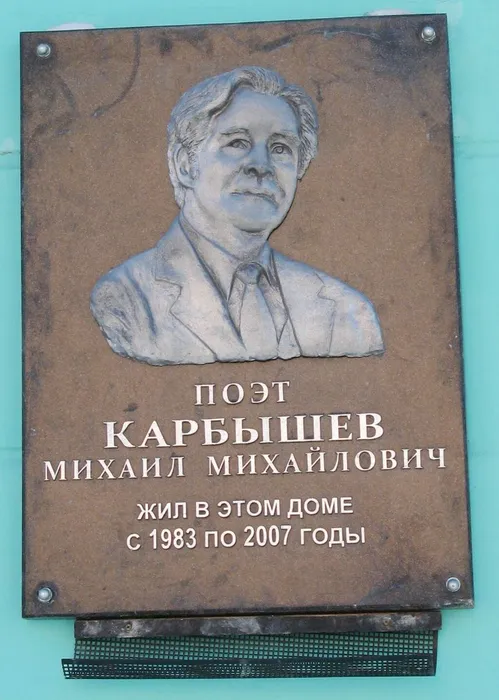 ПОЭТ
КАРБЫШЕВ
МИХАИЛ МИХАЙЛОВИЧ
ЖИЛ В ЭТОМ ДОМЕ
С 1983 ПО 2007 ГОДЫ